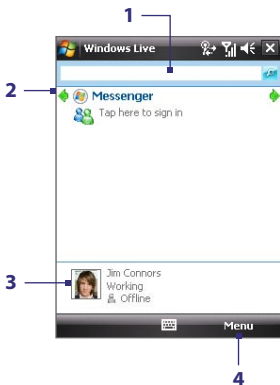 1
Windows Live
2
Messenger
Tap here to sign in
3
Jim Connors
Working
Offline
Menu
4